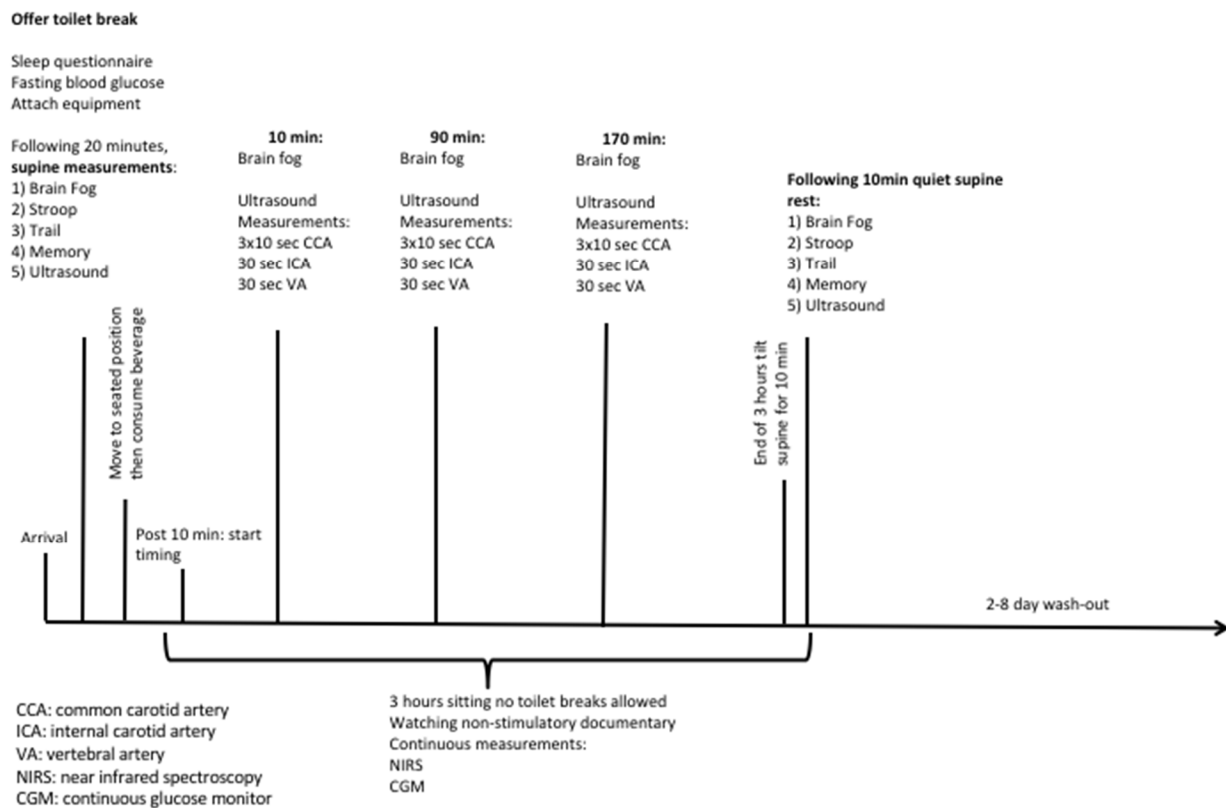 Offer toilet break
Sleep questionnaire
Fasting blood glucose
Attach equipment
Following 20 minutes,
supine measurements:
1) Brain Fog
2) Stroop
3) Trail
4) Memory
5) Ultrasound
10 min:
Brain fog
Ultrasound
Measurements:
3x10 sec CCA
30 sec ICA
30 sec VA
90 min:
Brain fog
Ultrasound
Measurements:
3x10 sec CCA
30 sec ICA
30 sec VA
170 min:
Brain fog
Ultrasound
Measurements:
3x10 sec CCA
30 sec ICA
30 sec VA
Following 10min quiet supine
rest:
1) Brain Fog
2) Stroop
3) Trail
4) Memory
5) Ultrasound
Arrival
Move to seated position
then consume beverage
Post 10 min: start
timing
End of 3 hours tilt
supine for 10 min
2-8 day wash-out
3 hours sitting no toilet breaks allowed
Watching non-stimulatory documentary
Continuous measurements:
NIRS
CGM
CCA: common carotid artery
ICA: internal carotid artery
VA: vertebral artery
NIRS: near infrared spectroscopy
CGM: continuous glucose monitor